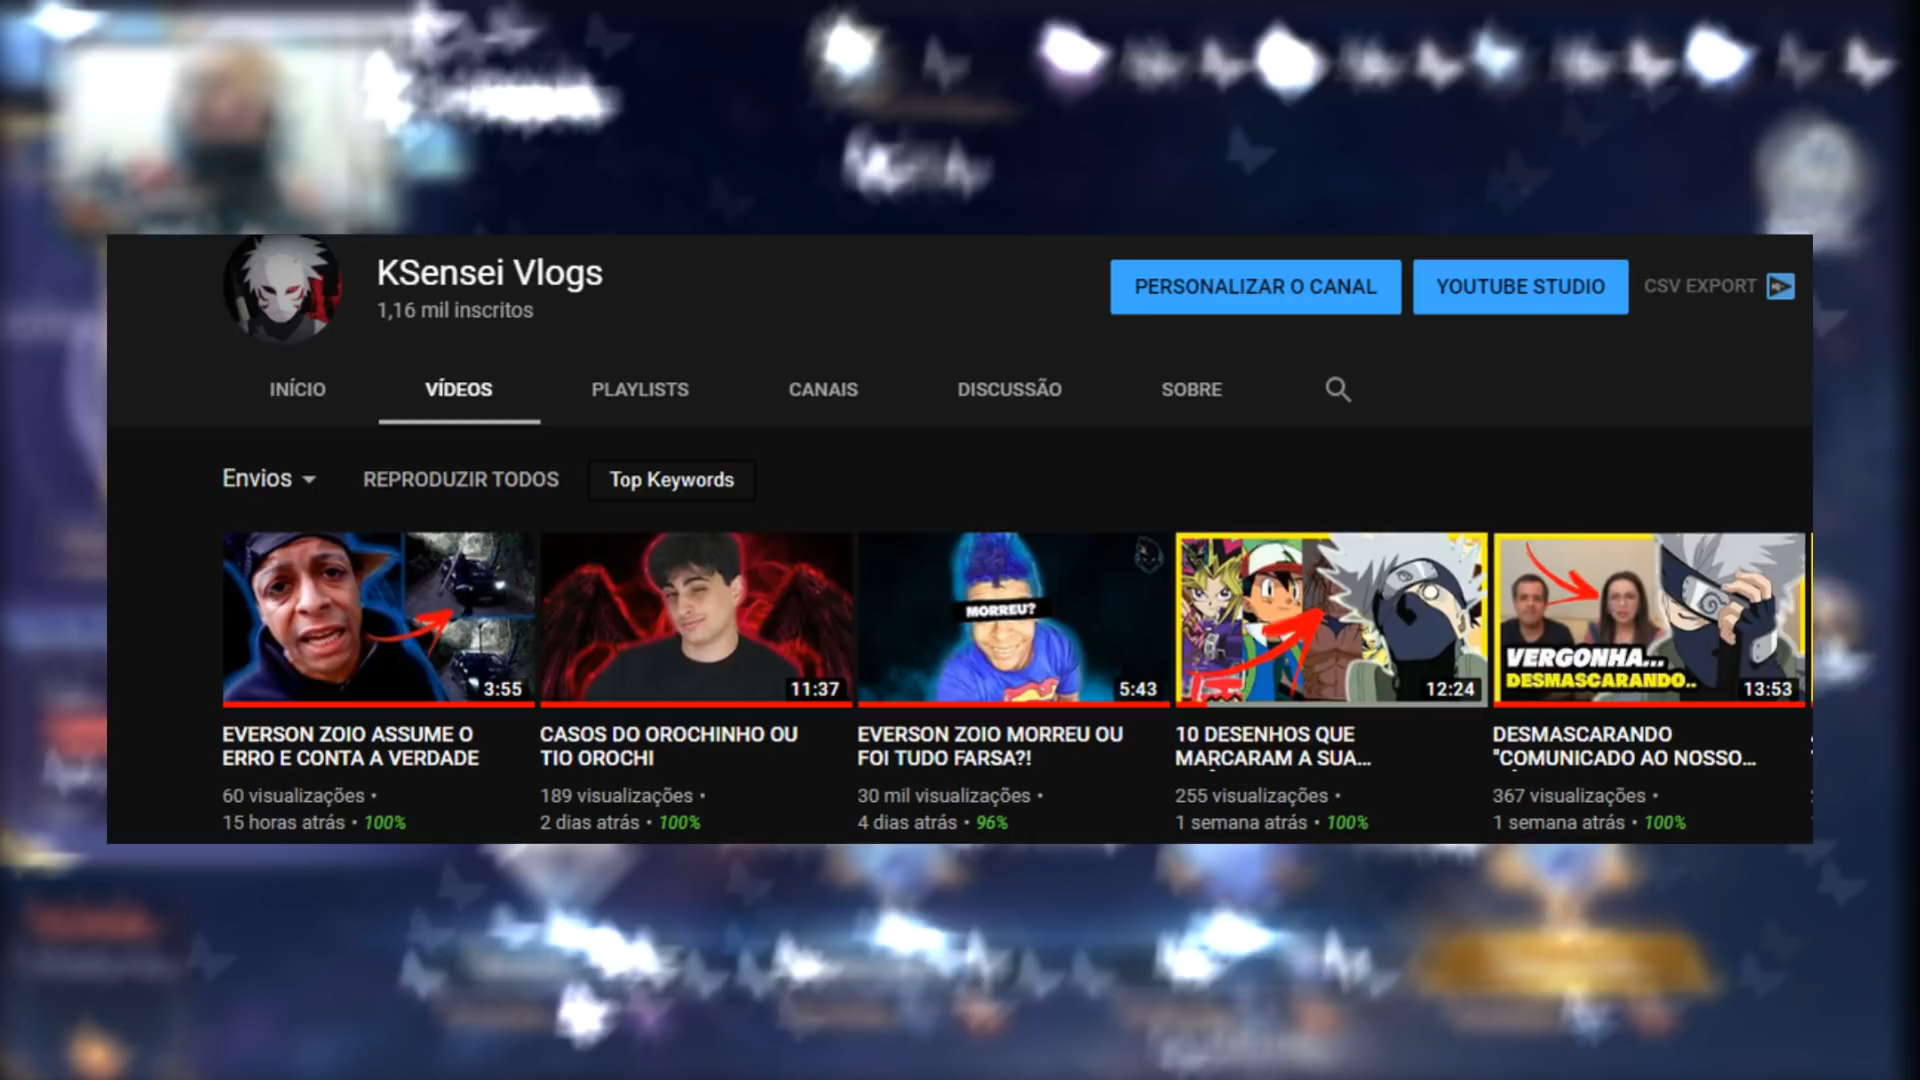 KSensei Vlogs
1,16 mil inscritos
PERSONALIZAR O CANAL
YOUTUBE STUDIO
CSV EXPORT
INÍCIO
VÍDEOS
PLAYLISTS
CANAIS
DISCUSSÃO
SOBRE
Envios
REPRODUZIR TODOS
Top Keywords
3:55
EVERSON ZOIO ASSUME O
ERRO E CONTA A VERDADE
60 visualizações •
15 horas atrás • 100%
11:37
CASOS DO OROCHINHO OU
TIO OROCHI
189 visualizações •
2 dias atrás • 100%
MORREU?
5:43
EVERSON ZOIO MORREU OU
FOI TUDO FARSA?!
30 mil visualizações •
4 dias atrás • 96%
12:24
10 DESENHOS QUE
MARCARAM A SUA...
255 visualizações •
1 semana atrás • 100%
VERGONHA...
DESMASCARANDO..
13:53
DESMASCARANDO
"COMUNICADO AO NOSSO...
367 visualizações •
1 semana atrás • 100%